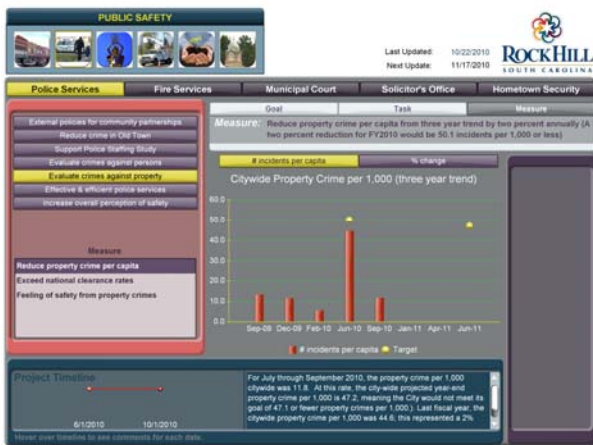 PUBLIC SAFETY
Last Updated: 10/22/2010
Next Update: 11/17/2010
ROCK HILL
SOUTH CAROLINA
Police Services
Fire Services
Municipal Court
Solicitor's Office
Hometown Security
Goal
Task
Measure
External policies for community partnerships
Reduce crime in Old Town
Support Police Staffing Study
Evaluate crimes against persons
Evaluate crimes against property
Effective & efficient police services
Increase overall perception of safety
Measure
Reduce property crime per capita
Exceed national clearance rates
Feeling of safety from property crimes
Measure: Reduce property crime per capita from three year trend by two percent annually (A
two percent reduction for FY2010 would be 50.1 incidents per 1,000 or less)
# incidents per capita
% change
Citywide Property Crime per 1,000 (three year trend)
60.0
50.0
40.0
30.0
20.0
10.0
0.0
Sep-09 Dec-09 Feb-10 Jun-10 Sep-10 Jan-11 Apr-11 Jun-11
# incidents per capita Target
Project Timeline
6/1/2010 10/1/2010
Hover over timeline to see comments for each date.
For July through September 2010, the property crime per 1,000
citywide was 11.8. At this rate, the city-wide projected year-end
property crime per 1,000 is 47.2, meaning the City would not meet its
goal of 47.1 or fewer property crimes per 1,000.). Last fiscal year, the
citywide property crime per 1,000 was 44.6; this represented a 2%